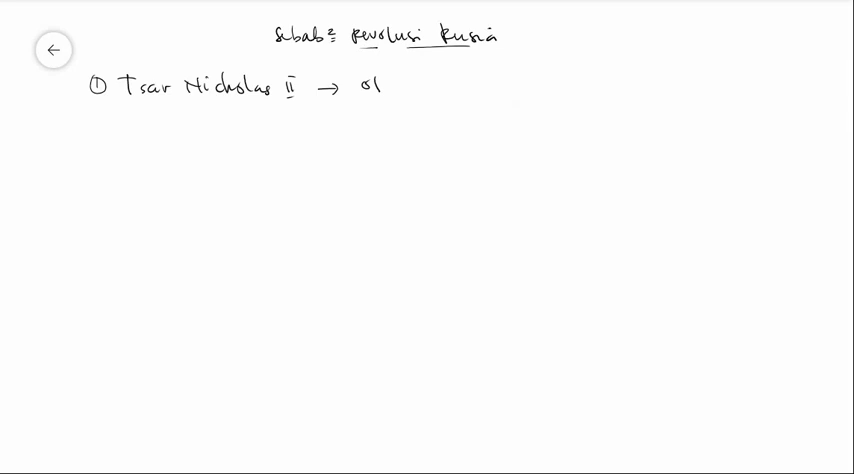 Sebab² Revolusi Rusia
① Tsar Nicholas II →